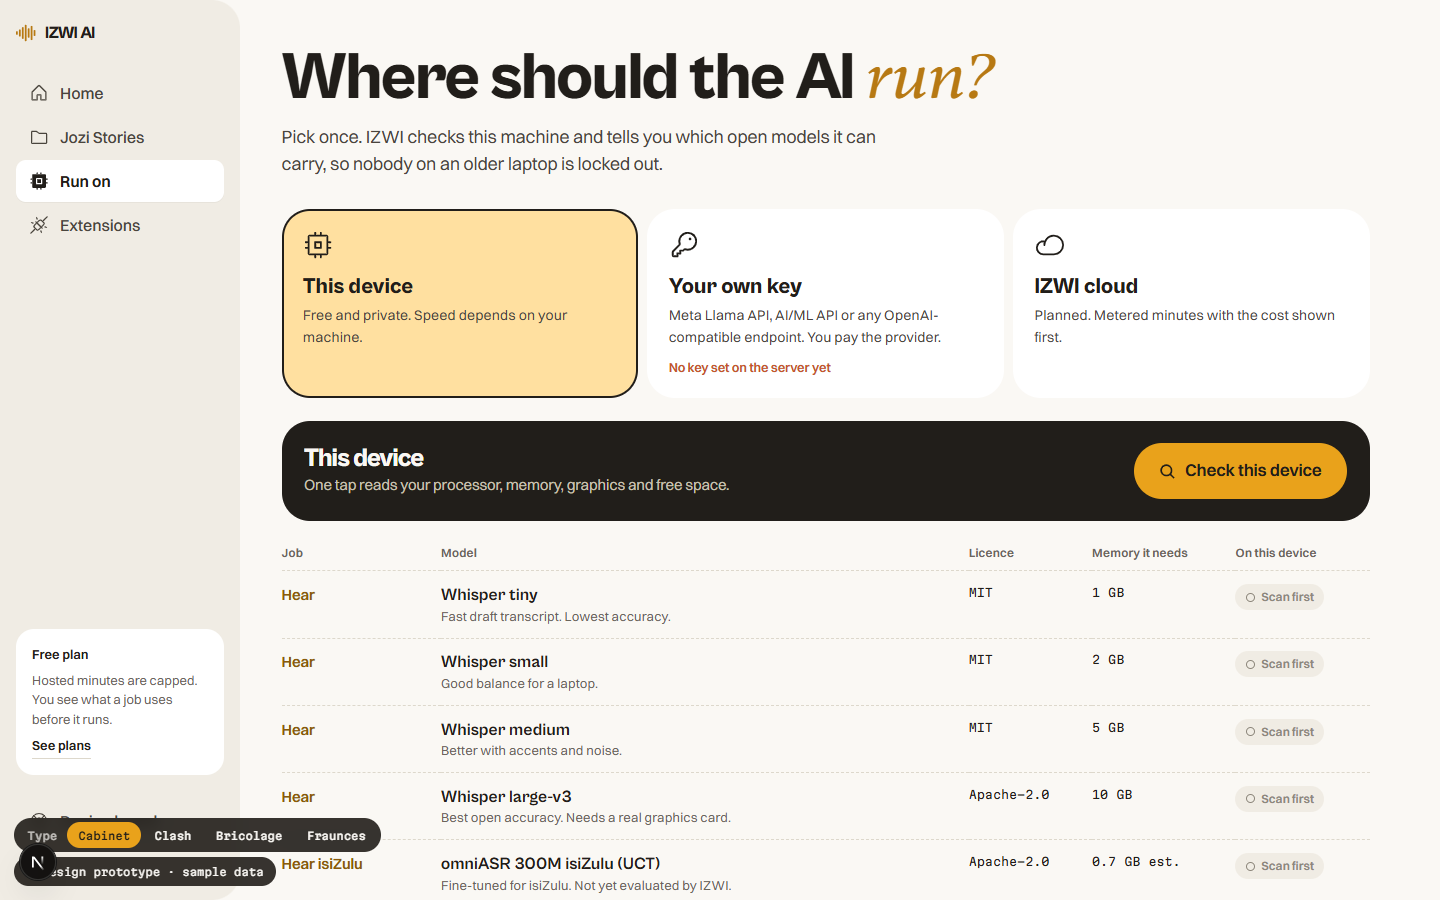 IZWI AI
Home
Jozi Stories
Run on
Extensions
Free plan
Hosted minutes are capped.
You see what a job uses
before it runs.
See plans
Type Cabinet Clash Bricolage Fraunces
N
prototype · sample data
Where should the AI run?
Pick once. IZWI checks this machine and tells you which open models it can
carry, so nobody on an older laptop is locked out.
This device
Free and private. Speed depends on your
machine.
Your own key
Meta Llama API, AI/ML API or any OpenAI-
compatible endpoint. You pay the provider.
No key set on the server yet
IZWI cloud
Planned. Metered minutes with the cost shown
first.
This device
One tap reads your processor, memory, graphics and free space.
Check this device
Job Model Licence Memory it needs On this device
Hear Whisper tiny MIT 1 GB Scan first
Fast draft transcript. Lowest accuracy.
Hear Whisper small MIT 2 GB Scan first
Good balance for a laptop.
Hear Whisper medium MIT 5 GB Scan first
Better with accents and noise.
Hear Whisper large-v3 Apache-2.0 10 GB Scan first
Best open accuracy. Needs a real graphics card.
Hear isiZulu omniASR 300M isiZulu (UCT) Apache-2.0 0.7 GB est. Scan first
Fine-tuned for isiZulu. Not yet evaluated by IZWI.